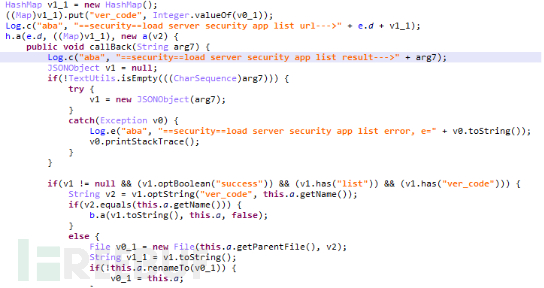 HashMap v1_1 = new HashMap();
((Map)v1_1).put("ver_code", Integer.valueOf(v0_1));
Log.c("aba", "==security==load server security app list url--->" + e.d + v1_1);
h.a(e.d, ((Map)v1_1), new a(v2) {
public void callBack(String arg7) {
Log.c("aba", "==security==load server security app list result--->" + arg7);
JSONObject v1 = null;
if(!TextUtils.isEmpty(((CharSequence)arg7))) {
try {
v1 = new JSONObject(arg7);
}
catch(Exception v0) {
Log.e("aba", "==security==load server security app list error, e=" + v0.toString());
v0.printStackTrace();
}
}
if(v1 != null && (v1.optBoolean("success")) && (v1.has("list")) && (v1.has("ver_code"))) {
String v2 = v1.optString("ver_code", this.a.getName());
if(v2.equals(this.a.getName())) {
b.a(v1.toString(), this.a, false);
}
else {
File v0_1 = new File(this.a.getParentFile(), v2);
String v1_1 = v1.toString();
if(!this.a.renameTo(v0_1)) {
v0_1 = this.a;